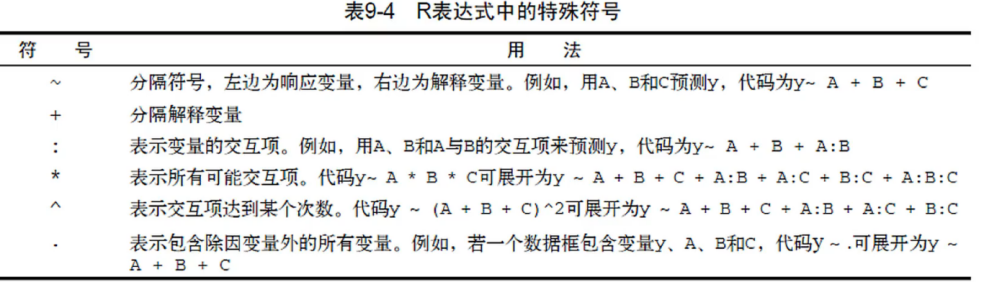 表9-4 R表达式中的特殊符号
符 号 用 法
~ 分隔符号，左边为响应变量，右边为解释变量。例如，用A、B和C预测y，代码为y~ A + B + C
+ 分隔解释变量
: 表示变量的交互项。例如，用A、B和A与B的交互项来预测y，代码为y~ A + B + A:B
* 表示所有可能交互项。代码y~ A * B * C可展开为y ~ A + B + C + A:B + A:C + B:C + A:B:C
^ 表示交互项达到某个次数。代码y ~ (A + B + C)^2可展开为y ~ A + B + C + A:B + A:C + B:C
. 表示包含除因变量外的所有变量。例如，若一个数据框包含变量y、A、B和C，代码y ~ .可展开为y ~
A + B + C